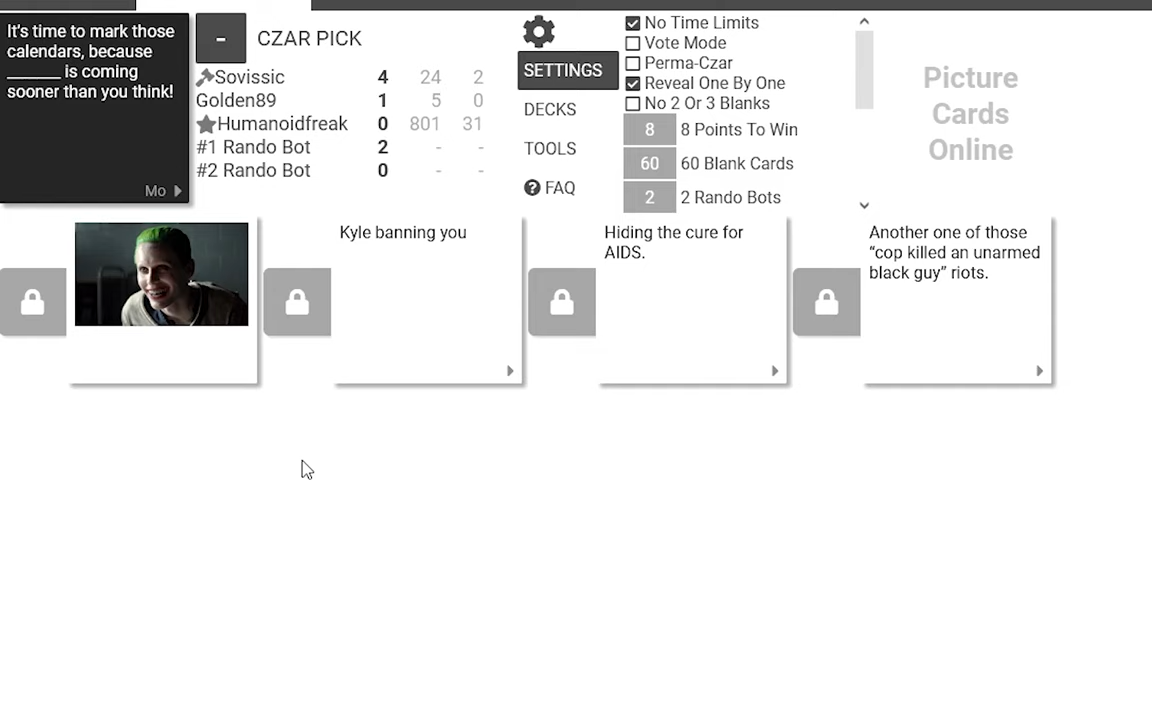 It's time to mark those
calendars, because
______ is coming
sooner than you think!
Mo
-
CZAR PICK
Sovissic 4 24 2
Golden89 1 5 0
Humanoidfreak 0 801 31
#1 Rando Bot 2 - -
#2 Rando Bot 0 - -
SETTINGS
DECKS
TOOLS
? FAQ
No Time Limits
Vote Mode
Perma-Czar
Reveal One By One
No 2 Or 3 Blanks
8 8 Points To Win
60 60 Blank Cards
2 2 Rando Bots
Picture
Cards
Online
Kyle banning you
Hiding the cure for
AIDS.
Another one of those
“cop killed an unarmed
black guy” riots.